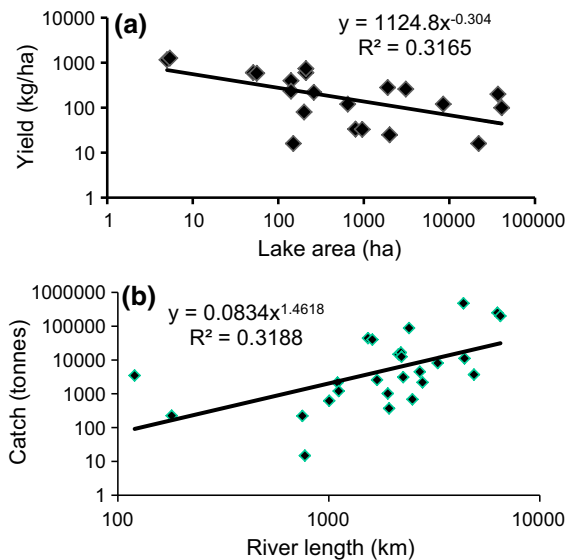 (a)
y = 1124.8x^-0.304
R² = 0.3165
10000
1000
100
10
1
Yield (kg/ha)
1 10 100 1000 10000 100000
Lake area (ha)
(b)
y = 0.0834x^1.4618
R² = 0.3188
1000000
100000
10000
1000
100
10
1
Catch (tonnes)
100 1000 10000
River length (km)